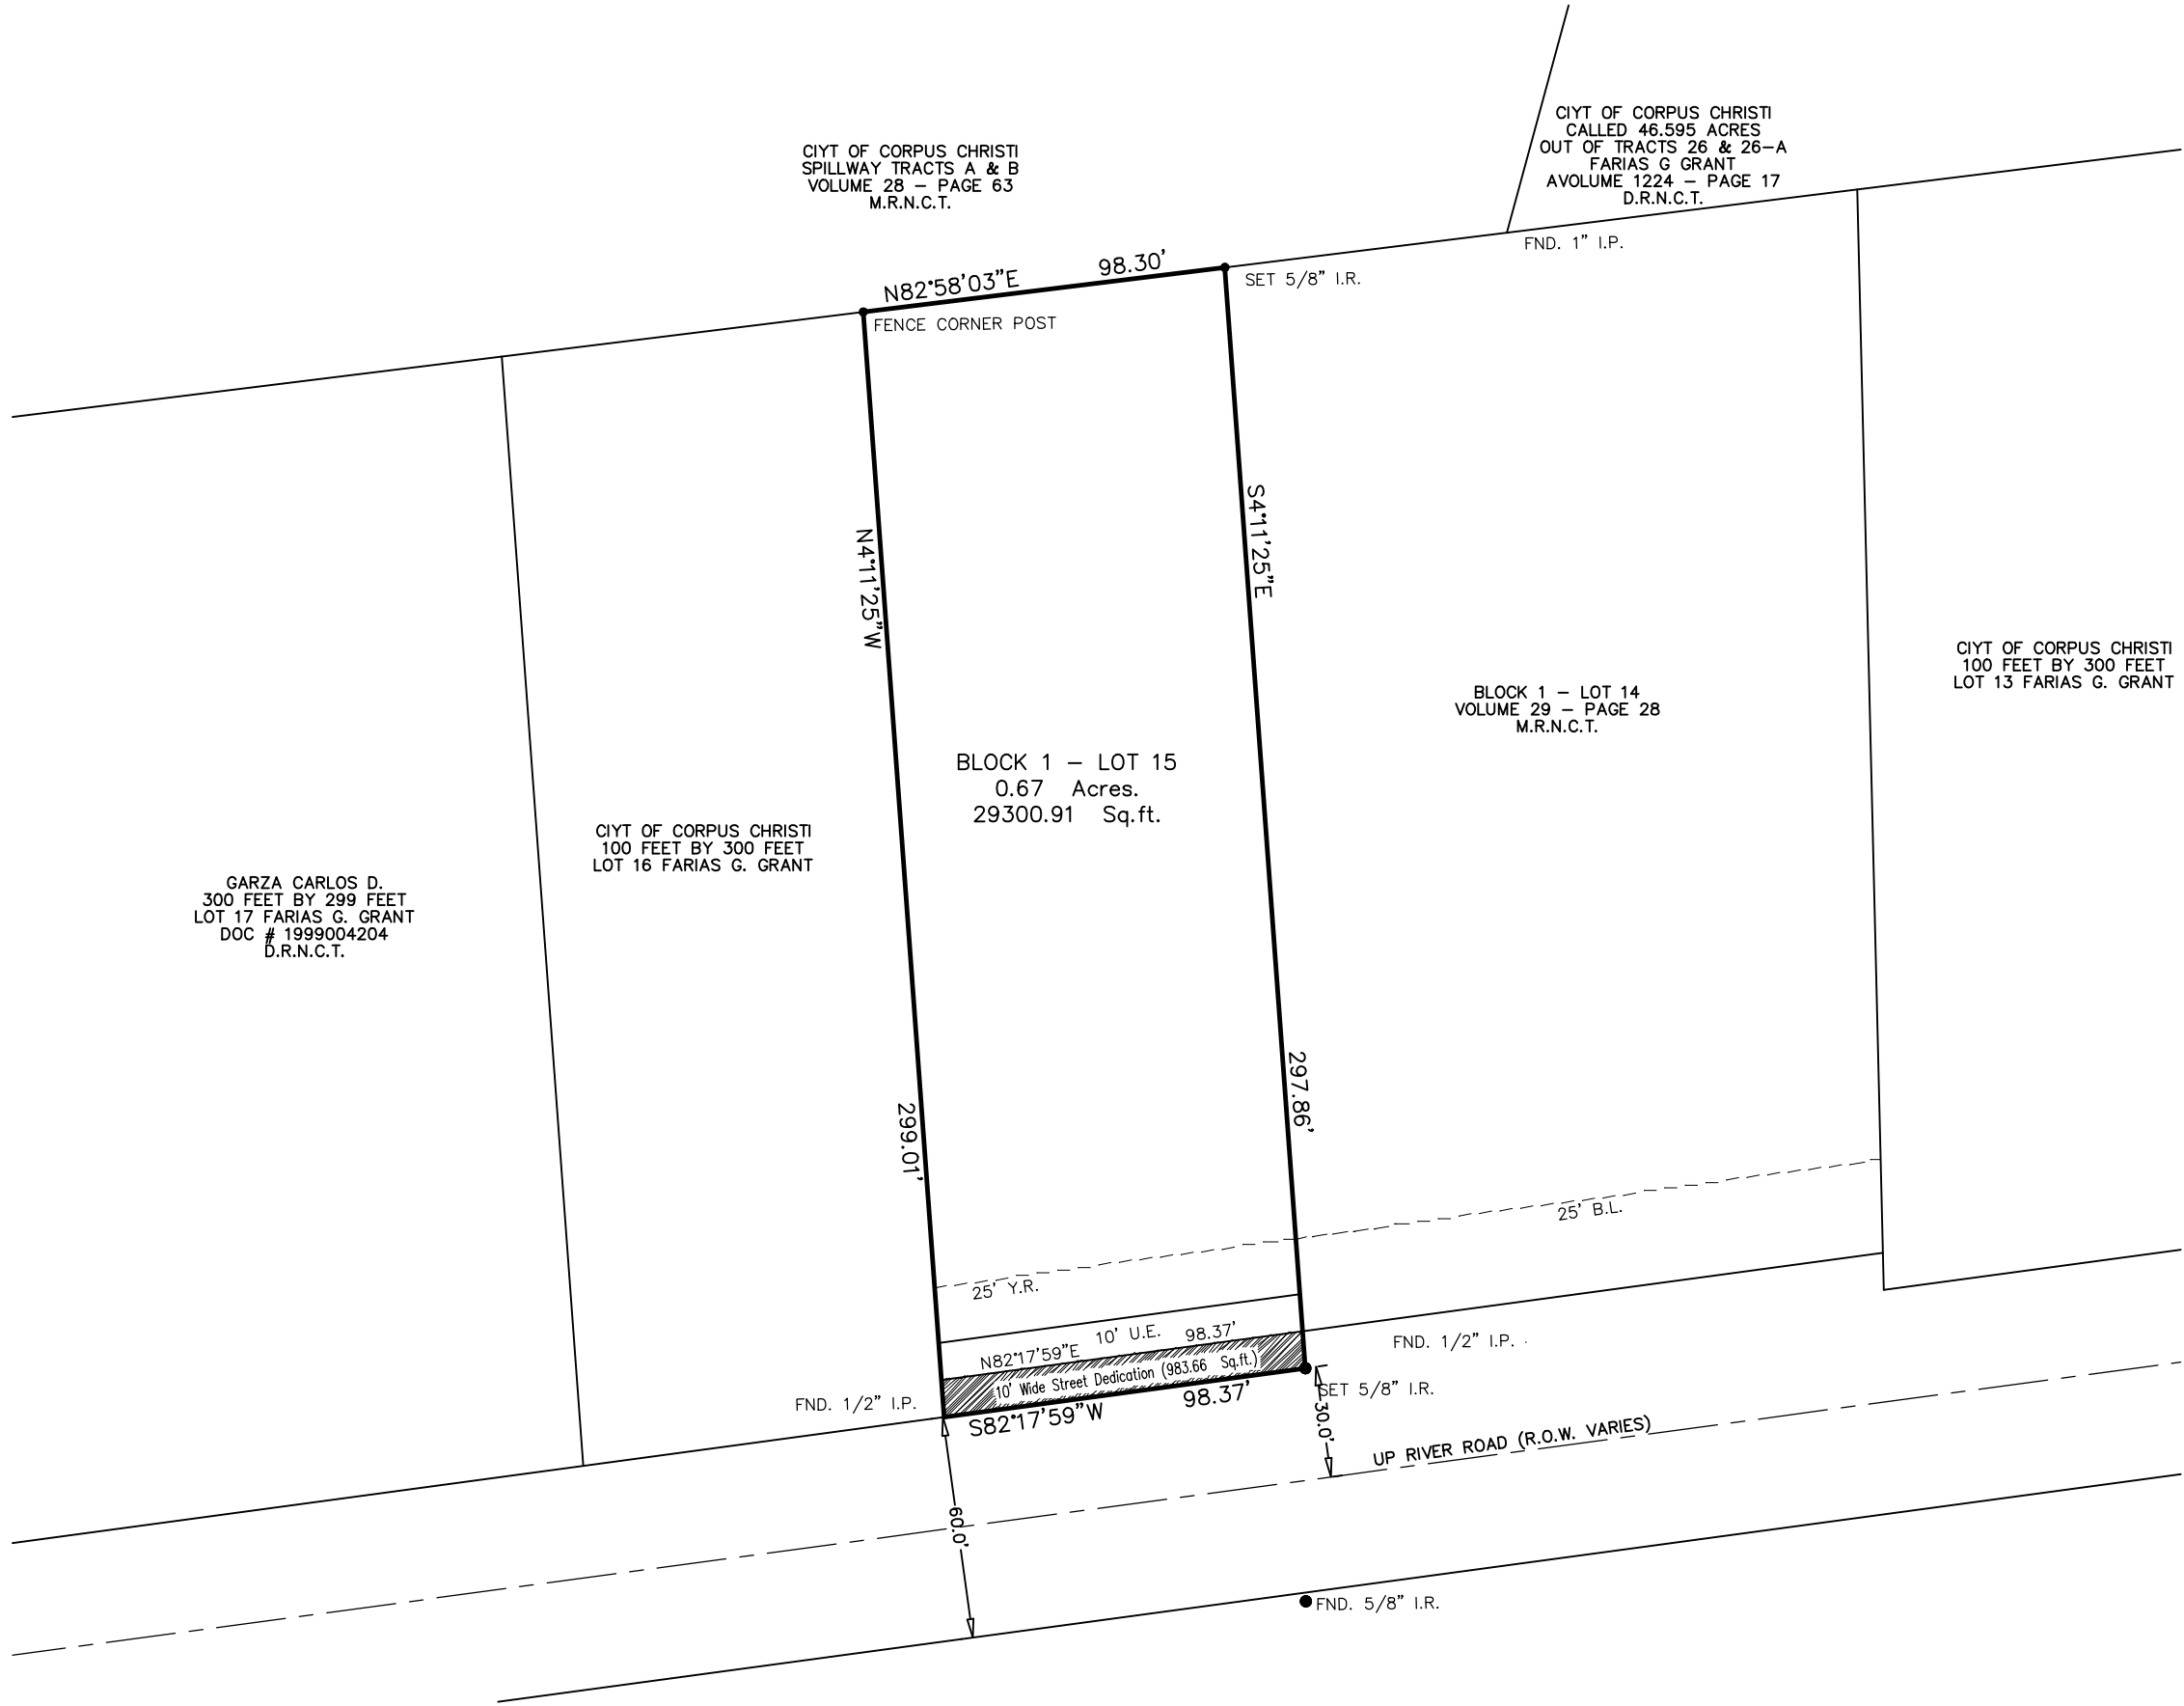 CIYT OF CORPUS CHRISTI
CALLED 46.595 ACRES
OUT OF TRACTS 26 & 26-A
FARIAS G GRANT
AVOLUME 1224 - PAGE 17
D.R.N.C.T.
CIYT OF CORPUS CHRISTI
SPILLWAY TRACTS A & B
VOLUME 28 - PAGE 63
M.R.N.C.T.
FND. 1" I.P.
N82°58'03"E 98.30'
SET 5/8" I.R.
FENCE CORNER POST
N4°11'25"W
299.01'
S4°11'25"E
297.86'
CIYT OF CORPUS CHRISTI
100 FEET BY 300 FEET
LOT 13 FARIAS G. GRANT
BLOCK 1 - LOT 14
VOLUME 29 - PAGE 28
M.R.N.C.T.
BLOCK 1 - LOT 15
0.67 Acres.
29300.91 Sq.ft.
CIYT OF CORPUS CHRISTI
100 FEET BY 300 FEET
LOT 16 FARIAS G. GRANT
GARZA CARLOS D.
300 FEET BY 299 FEET
LOT 17 FARIAS G. GRANT
DOC # 1999004204
D.R.N.C.T.
25' B.L.
25' Y.R.
10' U.E.
N82°17'59"E 98.37'
10' Wide Street Dedication (983.66 Sq.ft.)
FND. 1/2" I.P. .
FND. 1/2" I.P.
SET 5/8" I.R.
S82°17'59"W 98.37'
30.0'
UP RIVER ROAD (R.O.W. VARIES)
60.0'
FND. 5/8" I.R.